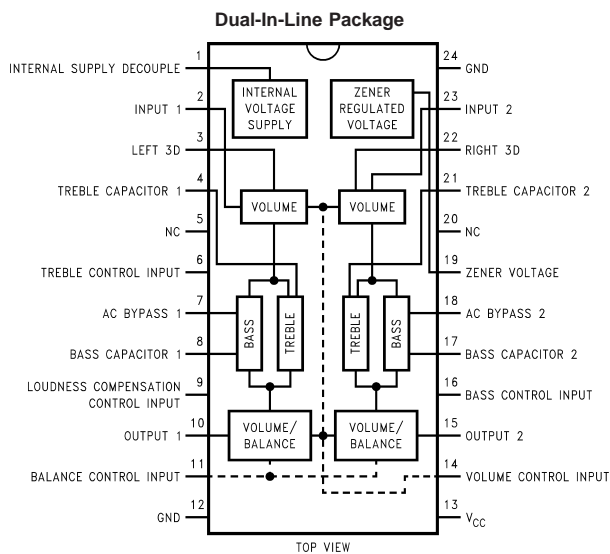 Dual-In-Line Package
1
INTERNAL SUPPLY DECOUPLE
2
INPUT 1
3
LEFT 3D
4
TREBLE CAPACITOR 1
5
NC
6
TREBLE CONTROL INPUT
7
AC BYPASS 1
8
BASS CAPACITOR 1
9
LOUDNESS COMPENSATION
CONTROL INPUT
10
OUTPUT 1
11
BALANCE CONTROL INPUT
12
GND
INTERNAL
VOLTAGE
SUPPLY
ZENER
REGULATED
VOLTAGE
VOLUME
VOLUME
BASS
TREBLE
TREBLE
BASS
VOLUME/
BALANCE
VOLUME/
BALANCE
24
GND
23
INPUT 2
22
RIGHT 3D
21
TREBLE CAPACITOR 2
20
NC
19
ZENER VOLTAGE
18
AC BYPASS 2
17
BASS CAPACITOR 2
16
BASS CONTROL INPUT
15
OUTPUT 2
14
VOLUME CONTROL INPUT
13
VCC
TOP VIEW